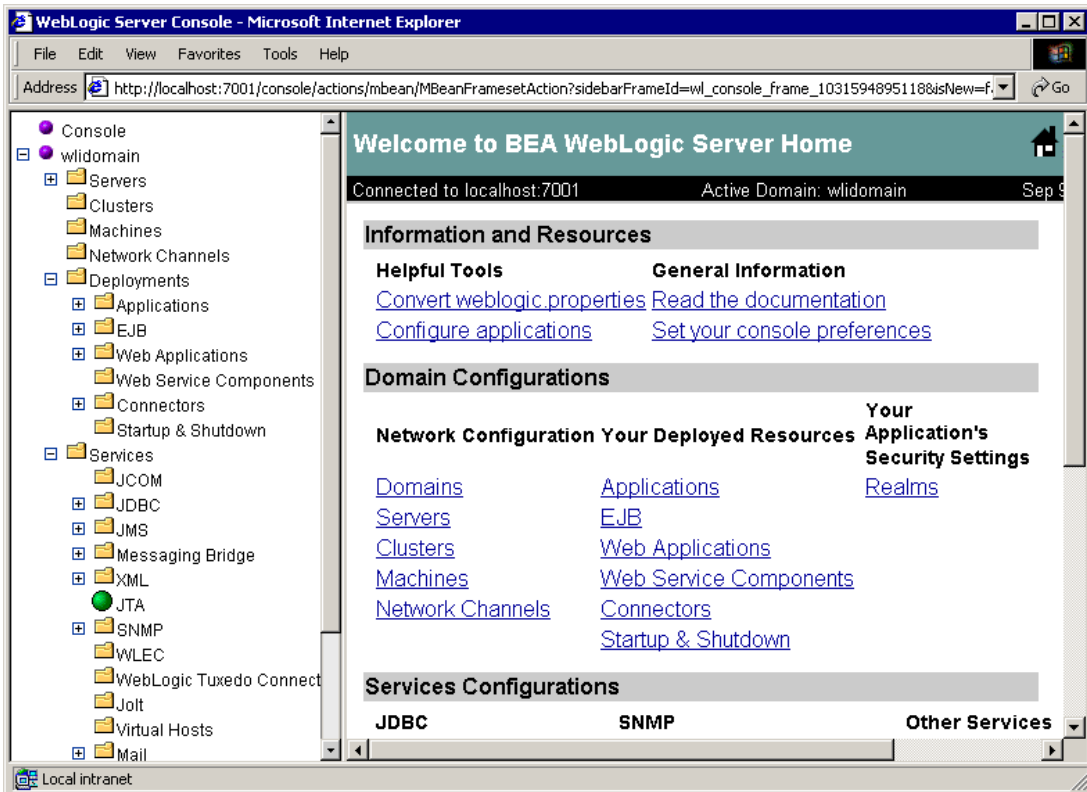 WebLogic Server Console - Microsoft Internet Explorer
File Edit View Favorites Tools Help
Address http://localhost:7001/console/actions/mbean/MBeanFramesetAction?sidebarFrameId=wl_console_frame_1031594895118&isNew=f Go
Console
wlidomain
Servers
Clusters
Machines
Network Channels
Deployments
Applications
EJB
Web Applications
Web Service Components
Connectors
Startup & Shutdown
Services
JCOM
JDBC
JMS
Messaging Bridge
XML
JTA
SNMP
WLEC
WebLogic Tuxedo Connect
Jolt
Virtual Hosts
Mail
Welcome to BEA WebLogic Server Home
Connected to localhost:7001 Active Domain: wlidomain Sep 9
Information and Resources
Helpful Tools General Information
Convert weblogic.properties Read the documentation
Configure applications Set your console preferences
Domain Configurations
Network Configuration Your Deployed Resources Your Application's Security Settings
Domains Applications Realms
Servers EJB
Clusters Web Applications
Machines Web Service Components
Network Channels Connectors
Startup & Shutdown
Services Configurations
JDBC SNMP Other Services
Local intranet